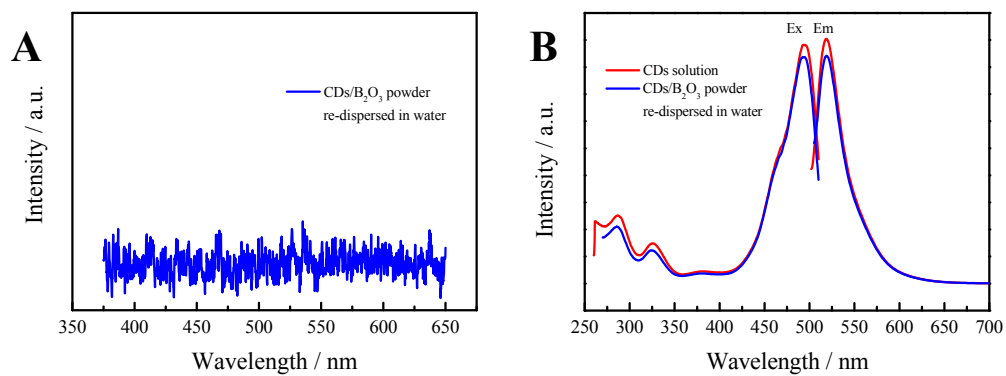 A
Intensity / a.u.
CDs/B₂O₃ powder
re-dispersed in water
350 400 450 500 550 600 650
Wavelength / nm
B
Intensity / a.u.
Ex Em
CDs solution
CDs/B₂O₃ powder
re-dispersed in water
250 300 350 400 450 500 550 600 650 700
Wavelength / nm